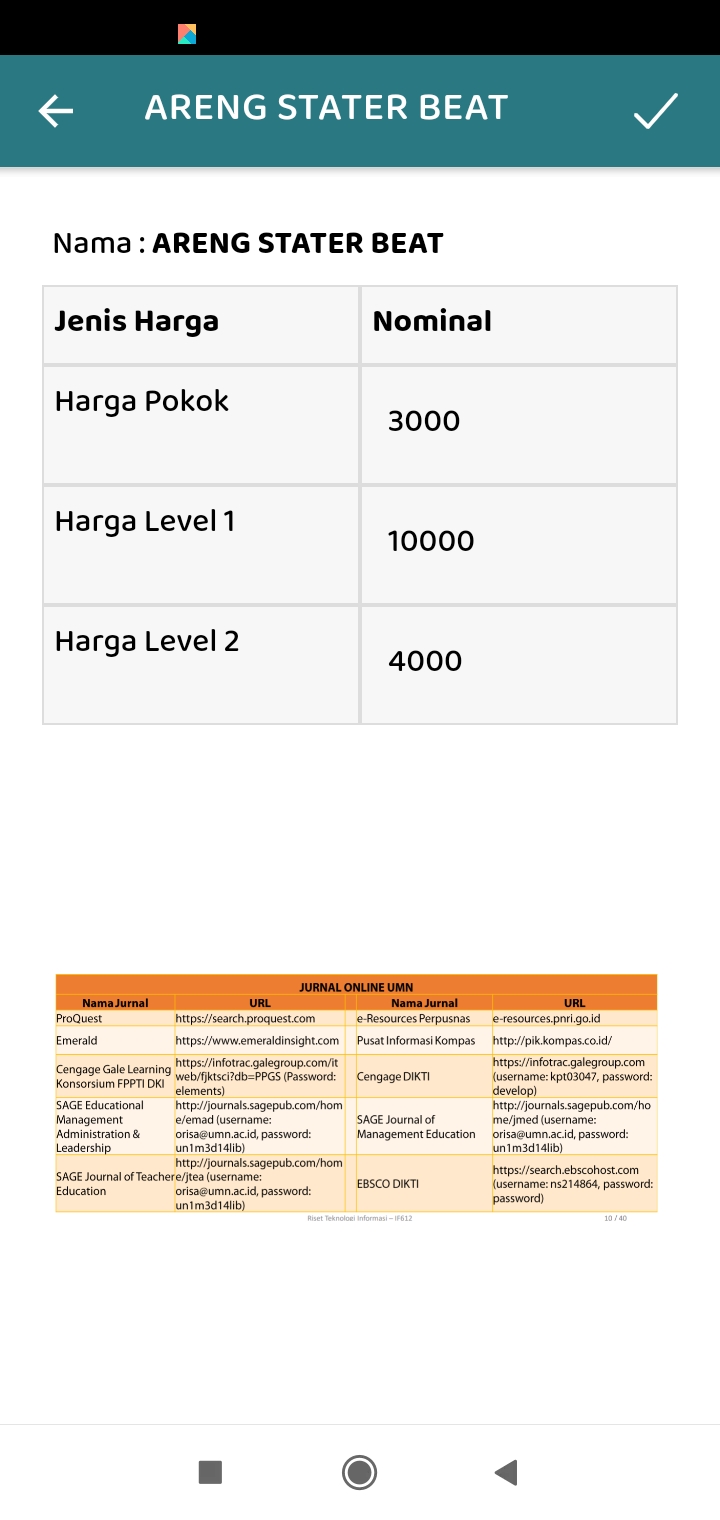 ARENG STATER BEAT
Nama : ARENG STATER BEAT
Jenis Harga Nominal
Harga Pokok 3000
Harga Level 1 10000
Harga Level 2 4000
JURNAL ONLINE UMN
Nama Jurnal URL Nama Jurnal URL
ProQuest https://search.proquest.com e-Resources Perpusnas e-resources.pnri.go.id
Emerald https://www.emeraldinsight.com Pusat Informasi Kompas http://pik.kompas.co.id/
Cengage Gale Learning
Konsorsium FPPTI DKI
https://infotrac.galegroup.com/it
web/fjktsci?db=PPGS (Password:
elements)
Cengage DIKTI
https://infotrac.galegroup.com
(username: kpt03047, password:
develop)
SAGE Educational
Management
Administration &
Leadership
http://journals.sagepub.com/hom
e/emad (username:
orisa@umn.ac.id, password:
un1m3d14lib)
SAGE Journal of
Management Education
http://journals.sagepub.com/ho
me/jmed (username:
orisa@umn.ac.id, password:
un1m3d14lib)
SAGE Journal of Teacher
Education
http://journals.sagepub.com/hom
e/jtea (username:
orisa@umn.ac.id, password:
un1m3d14lib)
EBSCO DIKTI
https://search.ebscohost.com
(username: ns214864, password:
password)
Riset Teknologi Informasi – IF612 10 / 40